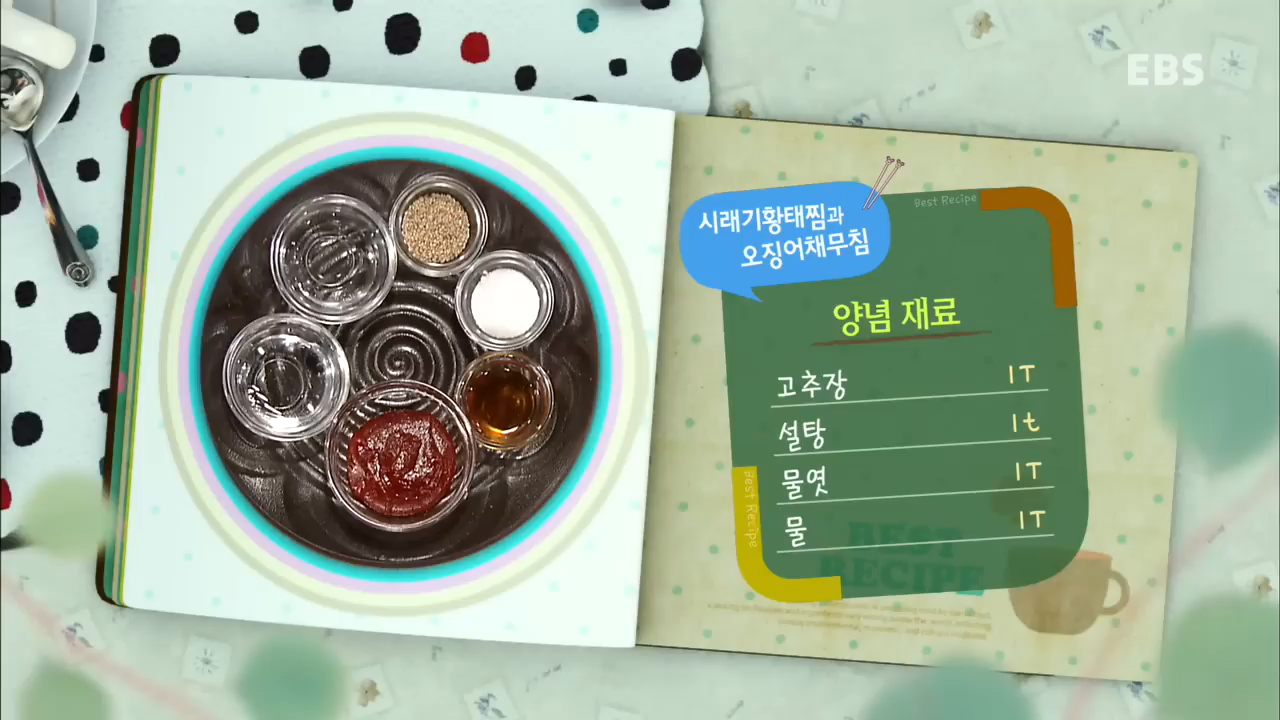 EBS
Best Recipe
시래기황태찜과
오징어채무침
양념 재료
고추장 1T
설탕 1t
물엿 1T
물 1T
Best Recipe
BEST
RECIPE